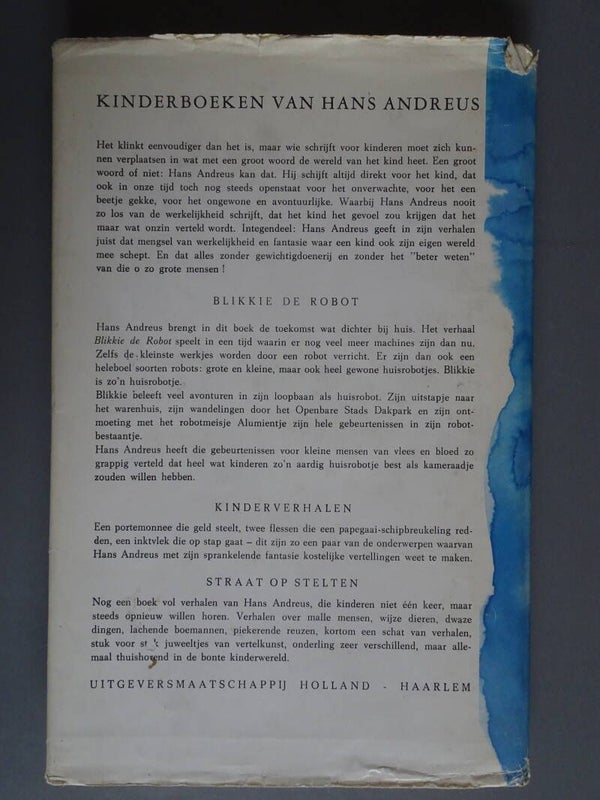 KINDERBOEKEN VAN HANS ANDREUS
Het klinkt eenvoudiger dan het is, maar wie schrijft voor kinderen moet zich kun-
nen verplaatsen in wat met een groot woord de wereld van het kind heet. Een groot
woord of niet: Hans Andreus kan dat. Hij schijft altijd direct voor het kind, dat
ook in onze tijd toch nog steeds openstaat voor het onverwachte, voor het een
beetje gekke, voor het ongewone en avontuurlijke. Waarbij Hans Andreus nooit
zo los van de werkelijkheid schrijft, dat het kind het gevoel zou krijgen dat het
maar wat onzin verteld wordt. Integendeel: Hans Andreus geeft in zijn verhalen
juist dat mengsel van werkelijkheid en fantasie waar een kind ook zijn eigen wereld
mee schept. En dat alles zonder gewichtigdoenerij en zonder het "beter weten"
van die o zo grote mensen !
BLIKKIE DE ROBOT
Hans Andreus brengt in dit boek de toekomst wat dichter bij huis. Het verhaal
Blikkie de Robot speelt in een tijd waarin er nog veel meer machines zijn dan nu.
Zelfs de kleinste werkjes worden door een robot verricht. Er zijn dan ook een
heleboel soorten robots: grote en kleine, maar ook heel gewone huisrobotjes. Blikkie
is zo'n huisrobotje.
Blikkie beleeft veel avonturen in zijn loopbaan als huisrobot. Zijn uitstapje naar
het warenhuis, zijn wandelingen door het Openbare Stads Dakpark en zijn ont-
moeting met het robotmeisje Alumientje zijn hele gebeurtenissen in zijn robot-
bestaantje.
Hans Andreus heeft die gebeurtenissen voor kleine mensen van vlees en bloed zo
grappig verteld dat heel wat kinderen zo'n aardig huisrobotje best als kameraadje
zouden willen hebben.
KINDERVERHALEN
Een portemonnee die geld steelt, twee flessen die een papegaai-schipbreukeling red-
den, een inktvlek die op stap gaat – dit zijn zo een paar van de onderwerpen waarvan
Hans Andreus met zijn sprankelende fantasie kostelijke vertellingen weet te maken.
STRAAT OP STELTEN
Nog een boek vol verhalen van Hans Andreus, die kinderen niet één keer, maar
steeds opnieuw willen horen. Verhalen over malle mensen, wijze dieren, dwaze
dingen, lachende boemannen, piekerende reuzen, kortom een schat van verhalen,
stuk voor juweeltjes van vertelkunst, onderling zeer verschillend, maar alle-
maal thuishorend in de bonte kinderwereld.
UITGEVERSMAATSCHAPPIJ HOLLAND - HAARLEM